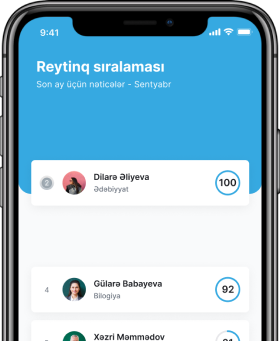 9:41
Reytinq sıralaması
Son ay üçün nəticələr - Sentyabr
2
Dilarə Əliyeva
Ədəbiyyat
100
4
Gülarə Babayeva
Bilogiya
92
Xəzri Məmmədov